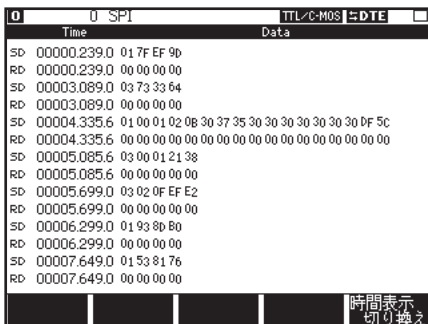 0 0 SPI TTL/C-MOS ⇆DTE
Time Data
SD 00000.239.0 01 7F EF 9D
RD 00000.239.0 00 00 00 00
SD 00003.089.0 03 73 33 64
RD 00003.089.0 00 00 00 00
SD 00004.335.6 01 00 01 02 0B 30 37 35 30 30 30 30 30 30 30 DF 5C
RD 00004.335.6 00 00 00 00 00 00 00 00 00 00 00 00 00 00 00 00 00
SD 00005.085.6 03 00 01 21 38
RD 00005.085.6 00 00 00 00 00
SD 00005.699.0 03 02 0F EF E2
RD 00005.699.0 00 00 00 00 00
SD 00006.299.0 01 93 8D B0
RD 00006.299.0 00 00 00 00
SD 00007.649.0 01 53 81 76
RD 00007.649.0 00 00 00 00
時間表示
切り換え